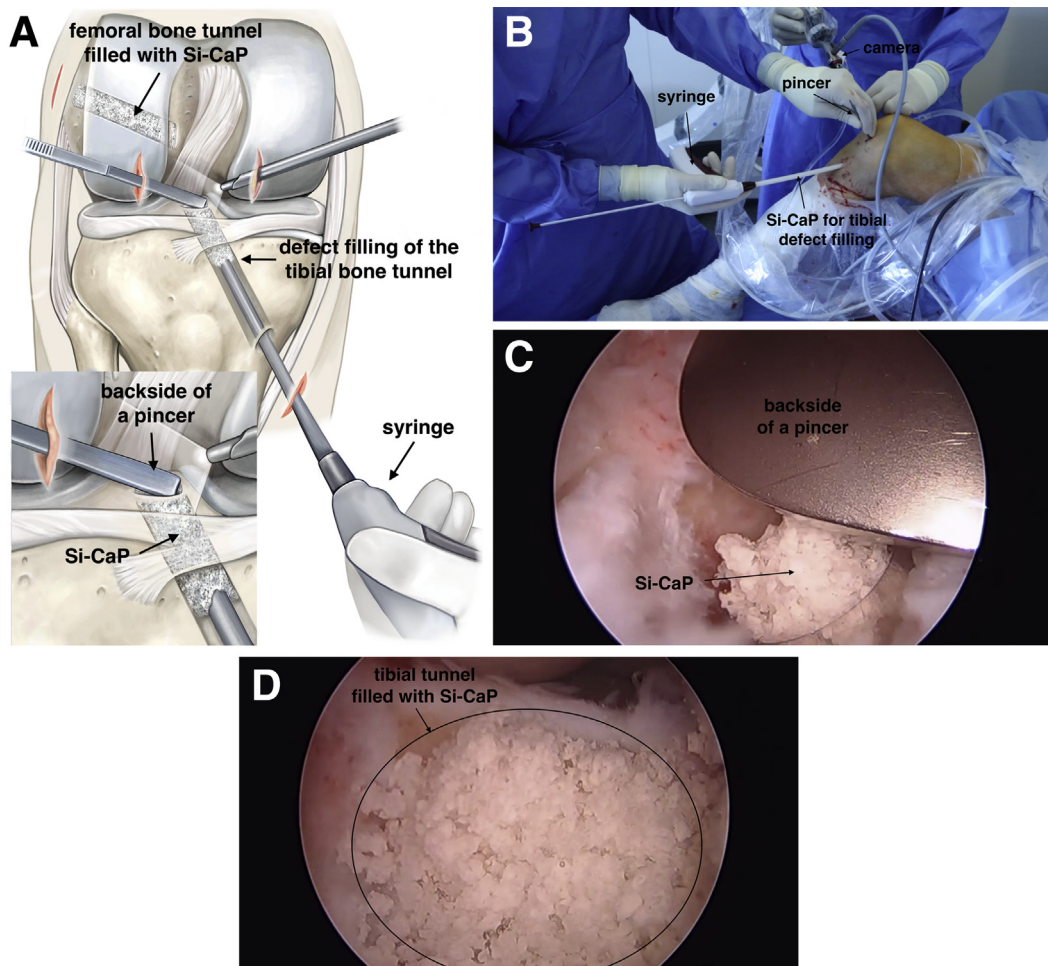 A
femoral bone tunnel
filled with Si-CaP
defect filling of the
tibial bone tunnel
backside of
a pincer
syringe
Si-CaP
B
camera
pincer
syringe
Si-CaP for tibial
defect filling
C
backside
of a pincer
Si-CaP
D
tibial tunnel
filled with Si-CaP